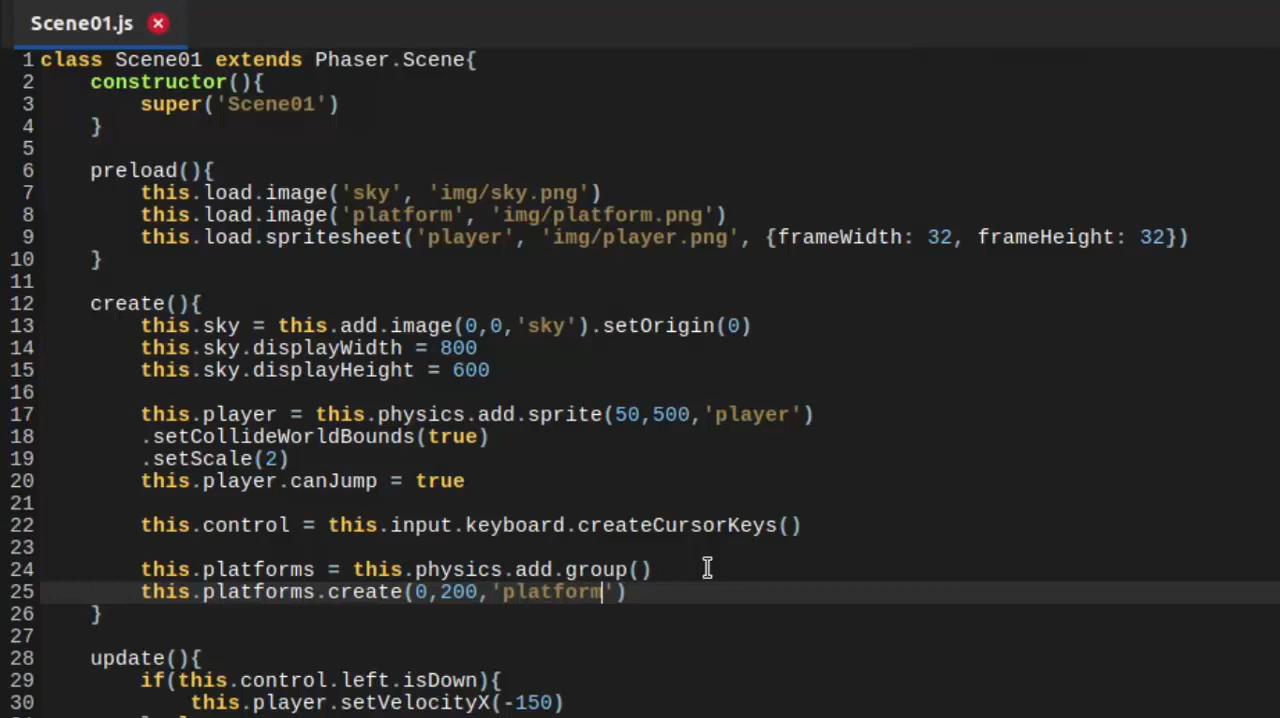 Scene01.js
1 class Scene01 extends Phaser.Scene{
2     constructor(){
3         super('Scene01')
4     }
5
6     preload(){
7         this.load.image('sky', 'img/sky.png')
8         this.load.image('platform', 'img/platform.png')
9         this.load.spritesheet('player', 'img/player.png', {frameWidth: 32, frameHeight: 32})
10     }
11
12     create(){
13         this.sky = this.add.image(0,0,'sky').setOrigin(0)
14         this.sky.displayWidth = 800
15         this.sky.displayHeight = 600
16
17         this.player = this.physics.add.sprite(50,500,'player')
18         .setCollideWorldBounds(true)
19         .setScale(2)
20         this.player.canJump = true
21
22         this.control = this.input.keyboard.createCursorKeys()
23
24         this.platforms = this.physics.add.group()
25         this.platforms.create(0,200,'platform')
26     }
27
28     update(){
29         if(this.control.left.isDown){
30             this.player.setVelocityX(-150)